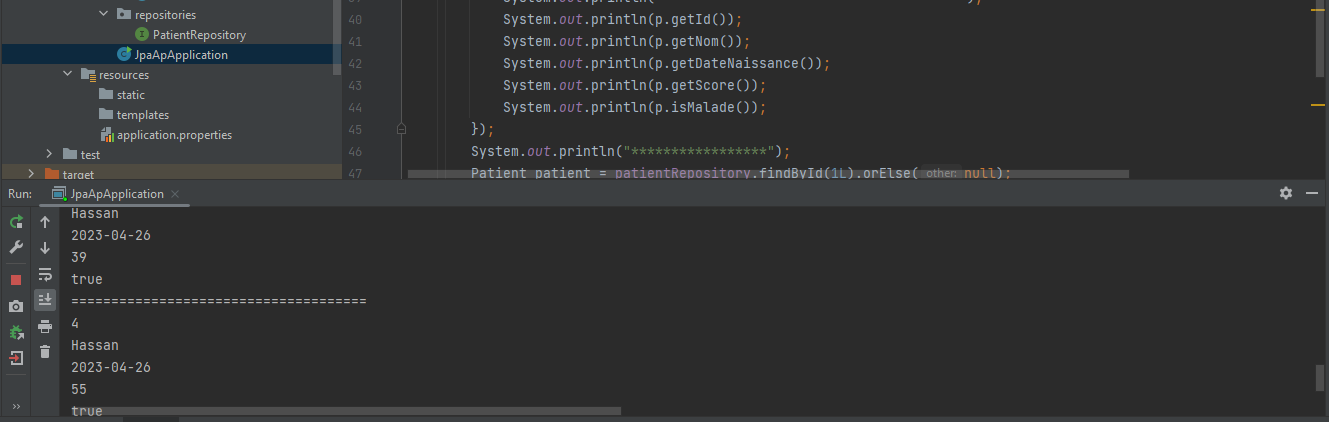 repositories
PatientRepository
JpaApApplication
resources
static
templates
application.properties
test
target
40 System.out.println(p.getId());
41 System.out.println(p.getNom());
42 System.out.println(p.getDateNaissance());
43 System.out.println(p.getScore());
44 System.out.println(p.isMalade());
45 });
46 System.out.println("*****************");
47 Patient patient = patientRepository.findById(1L).orElse( other: null);
Run: JpaApApplication
Hassan
2023-04-26
39
true
=====================================
4
Hassan
2023-04-26
55
true